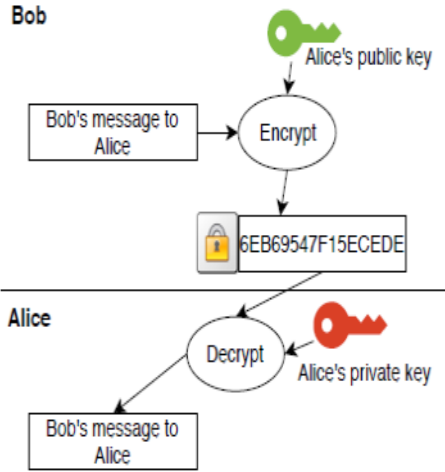 Bob
Alice's public key
Bob's message to
Alice
Encrypt
6EB69547F15ECEDE
Alice
Decrypt
Alice's private key
Bob's message to
Alice